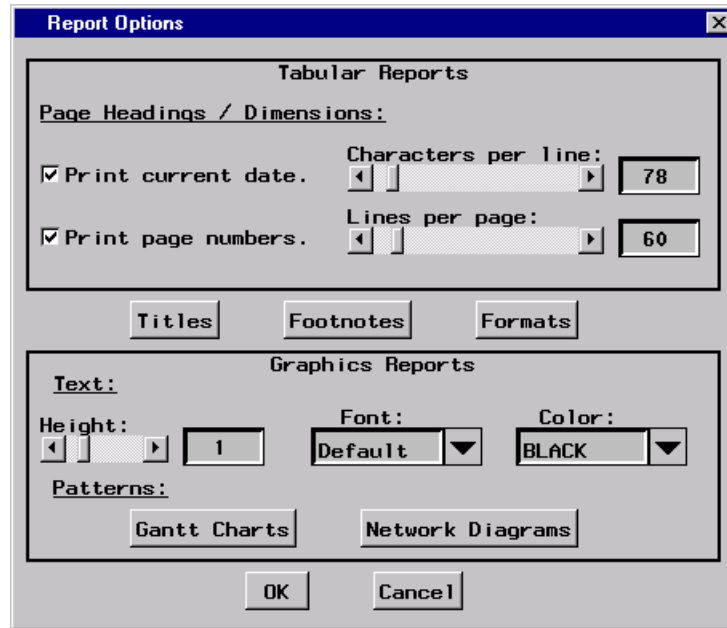 Report Options
Tabular Reports
Page Headings / Dimensions:
Characters per line:
Print current date.
78
Lines per page:
Print page numbers.
60
Titles Footnotes Formats
Graphics Reports
Text:
Height: Font: Color:
1 Default BLACK
Patterns:
Gantt Charts Network Diagrams
OK Cancel